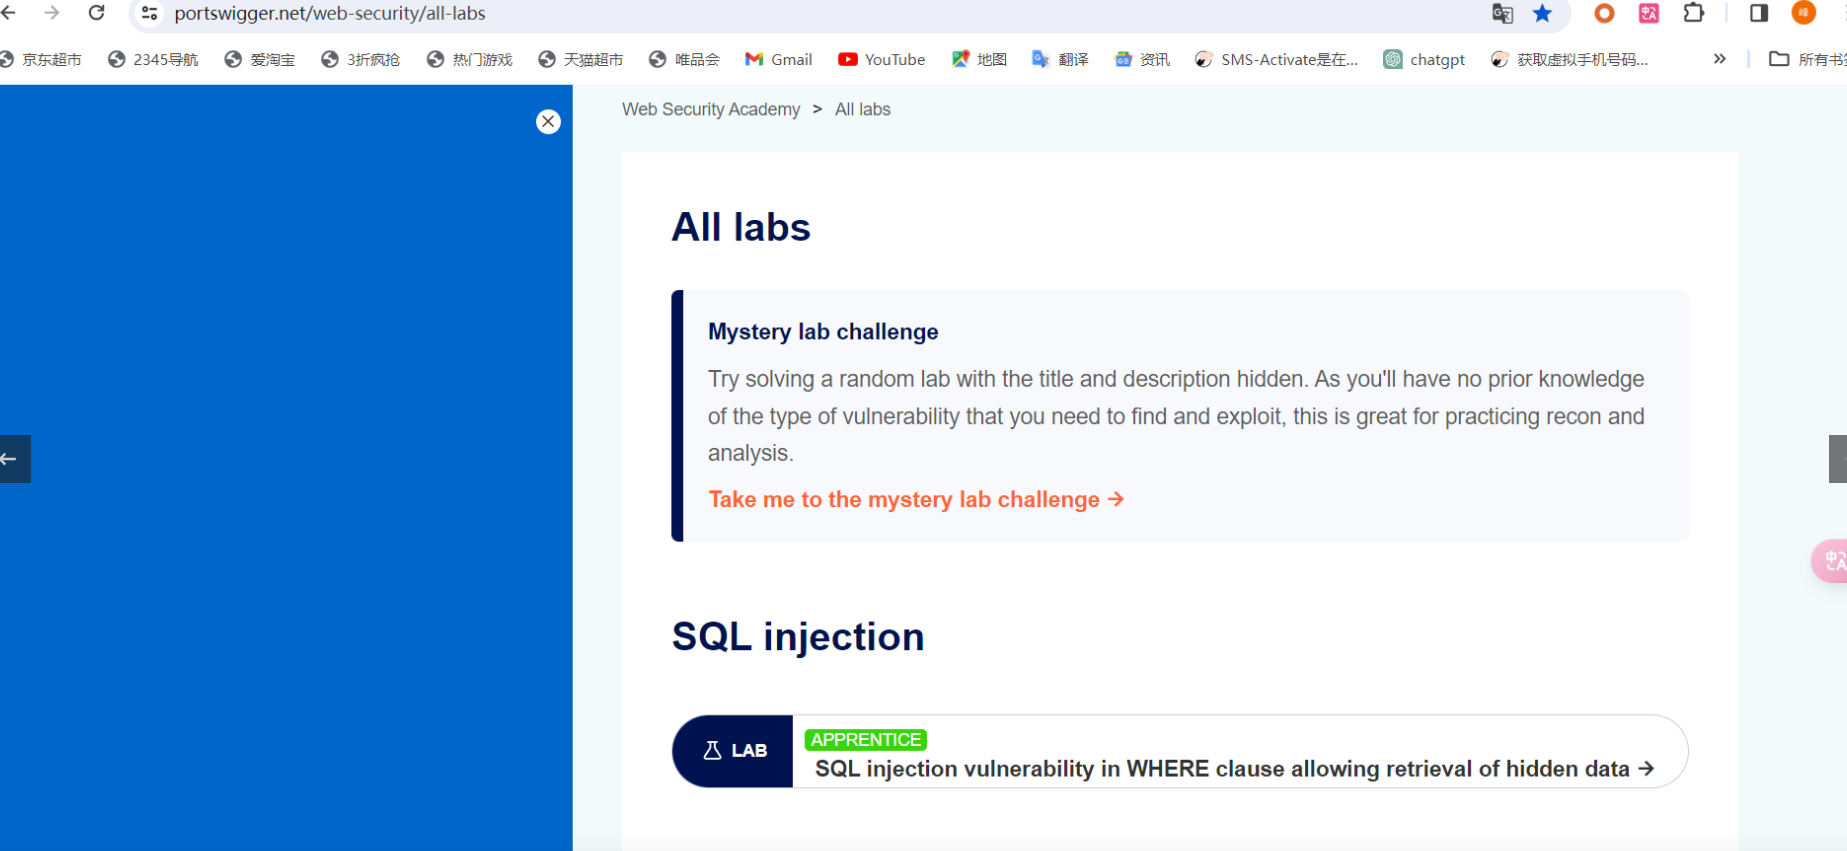 portswigger.net/web-security/all-labs
京东超市 2345导航 爱淘宝 3折疯抢 热门游戏 天猫超市 唯品会 Gmail YouTube 地图 翻译 资讯 SMS-Activate是在... chatgpt 获取虚拟手机号码... » 所有书签
Web Security Academy > All labs
All labs
Mystery lab challenge
Try solving a random lab with the title and description hidden. As you'll have no prior knowledge
of the type of vulnerability that you need to find and exploit, this is great for practicing recon and
analysis.
Take me to the mystery lab challenge →
SQL injection
LAB
APPRENTICE
SQL injection vulnerability in WHERE clause allowing retrieval of hidden data →